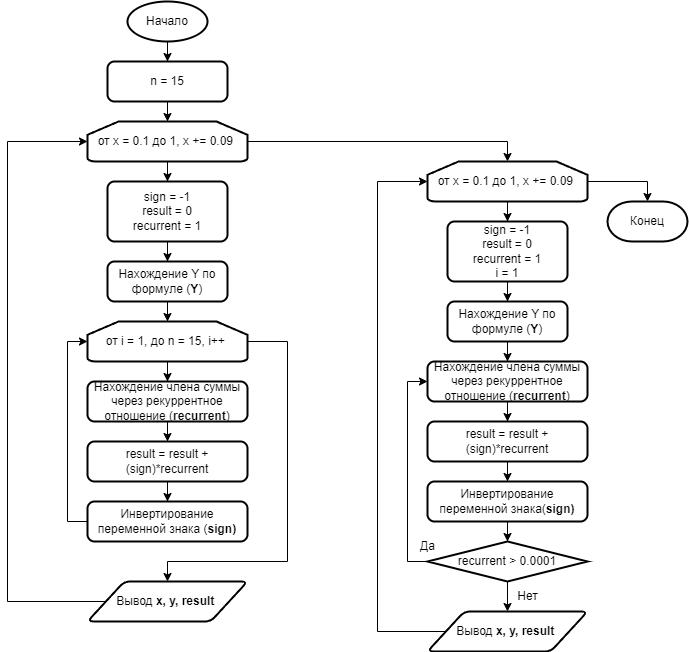 Начало
n = 15
от x = 0.1 до 1, x += 0.09
sign = -1
result = 0
recurrent = 1
Нахождение Y по
формуле (Y)
от i = 1, до n = 15, i++
Нахождение члена суммы
через рекуррентное
отношение (recurrent)
result = result +
(sign)*recurrent
Инвертирование
переменной знака (sign)
Вывод x, y, result
от x = 0.1 до 1, x += 0.09
Конец
sign = -1
result = 0
recurrent = 1
i = 1
Нахождение Y по
формуле (Y)
Нахождение члена суммы
через рекуррентное
отношение (recurrent)
result = result +
(sign)*recurrent
Инвертирование
переменной знака(sign)
Да
recurrent > 0.0001
Нет
Вывод x, y, result